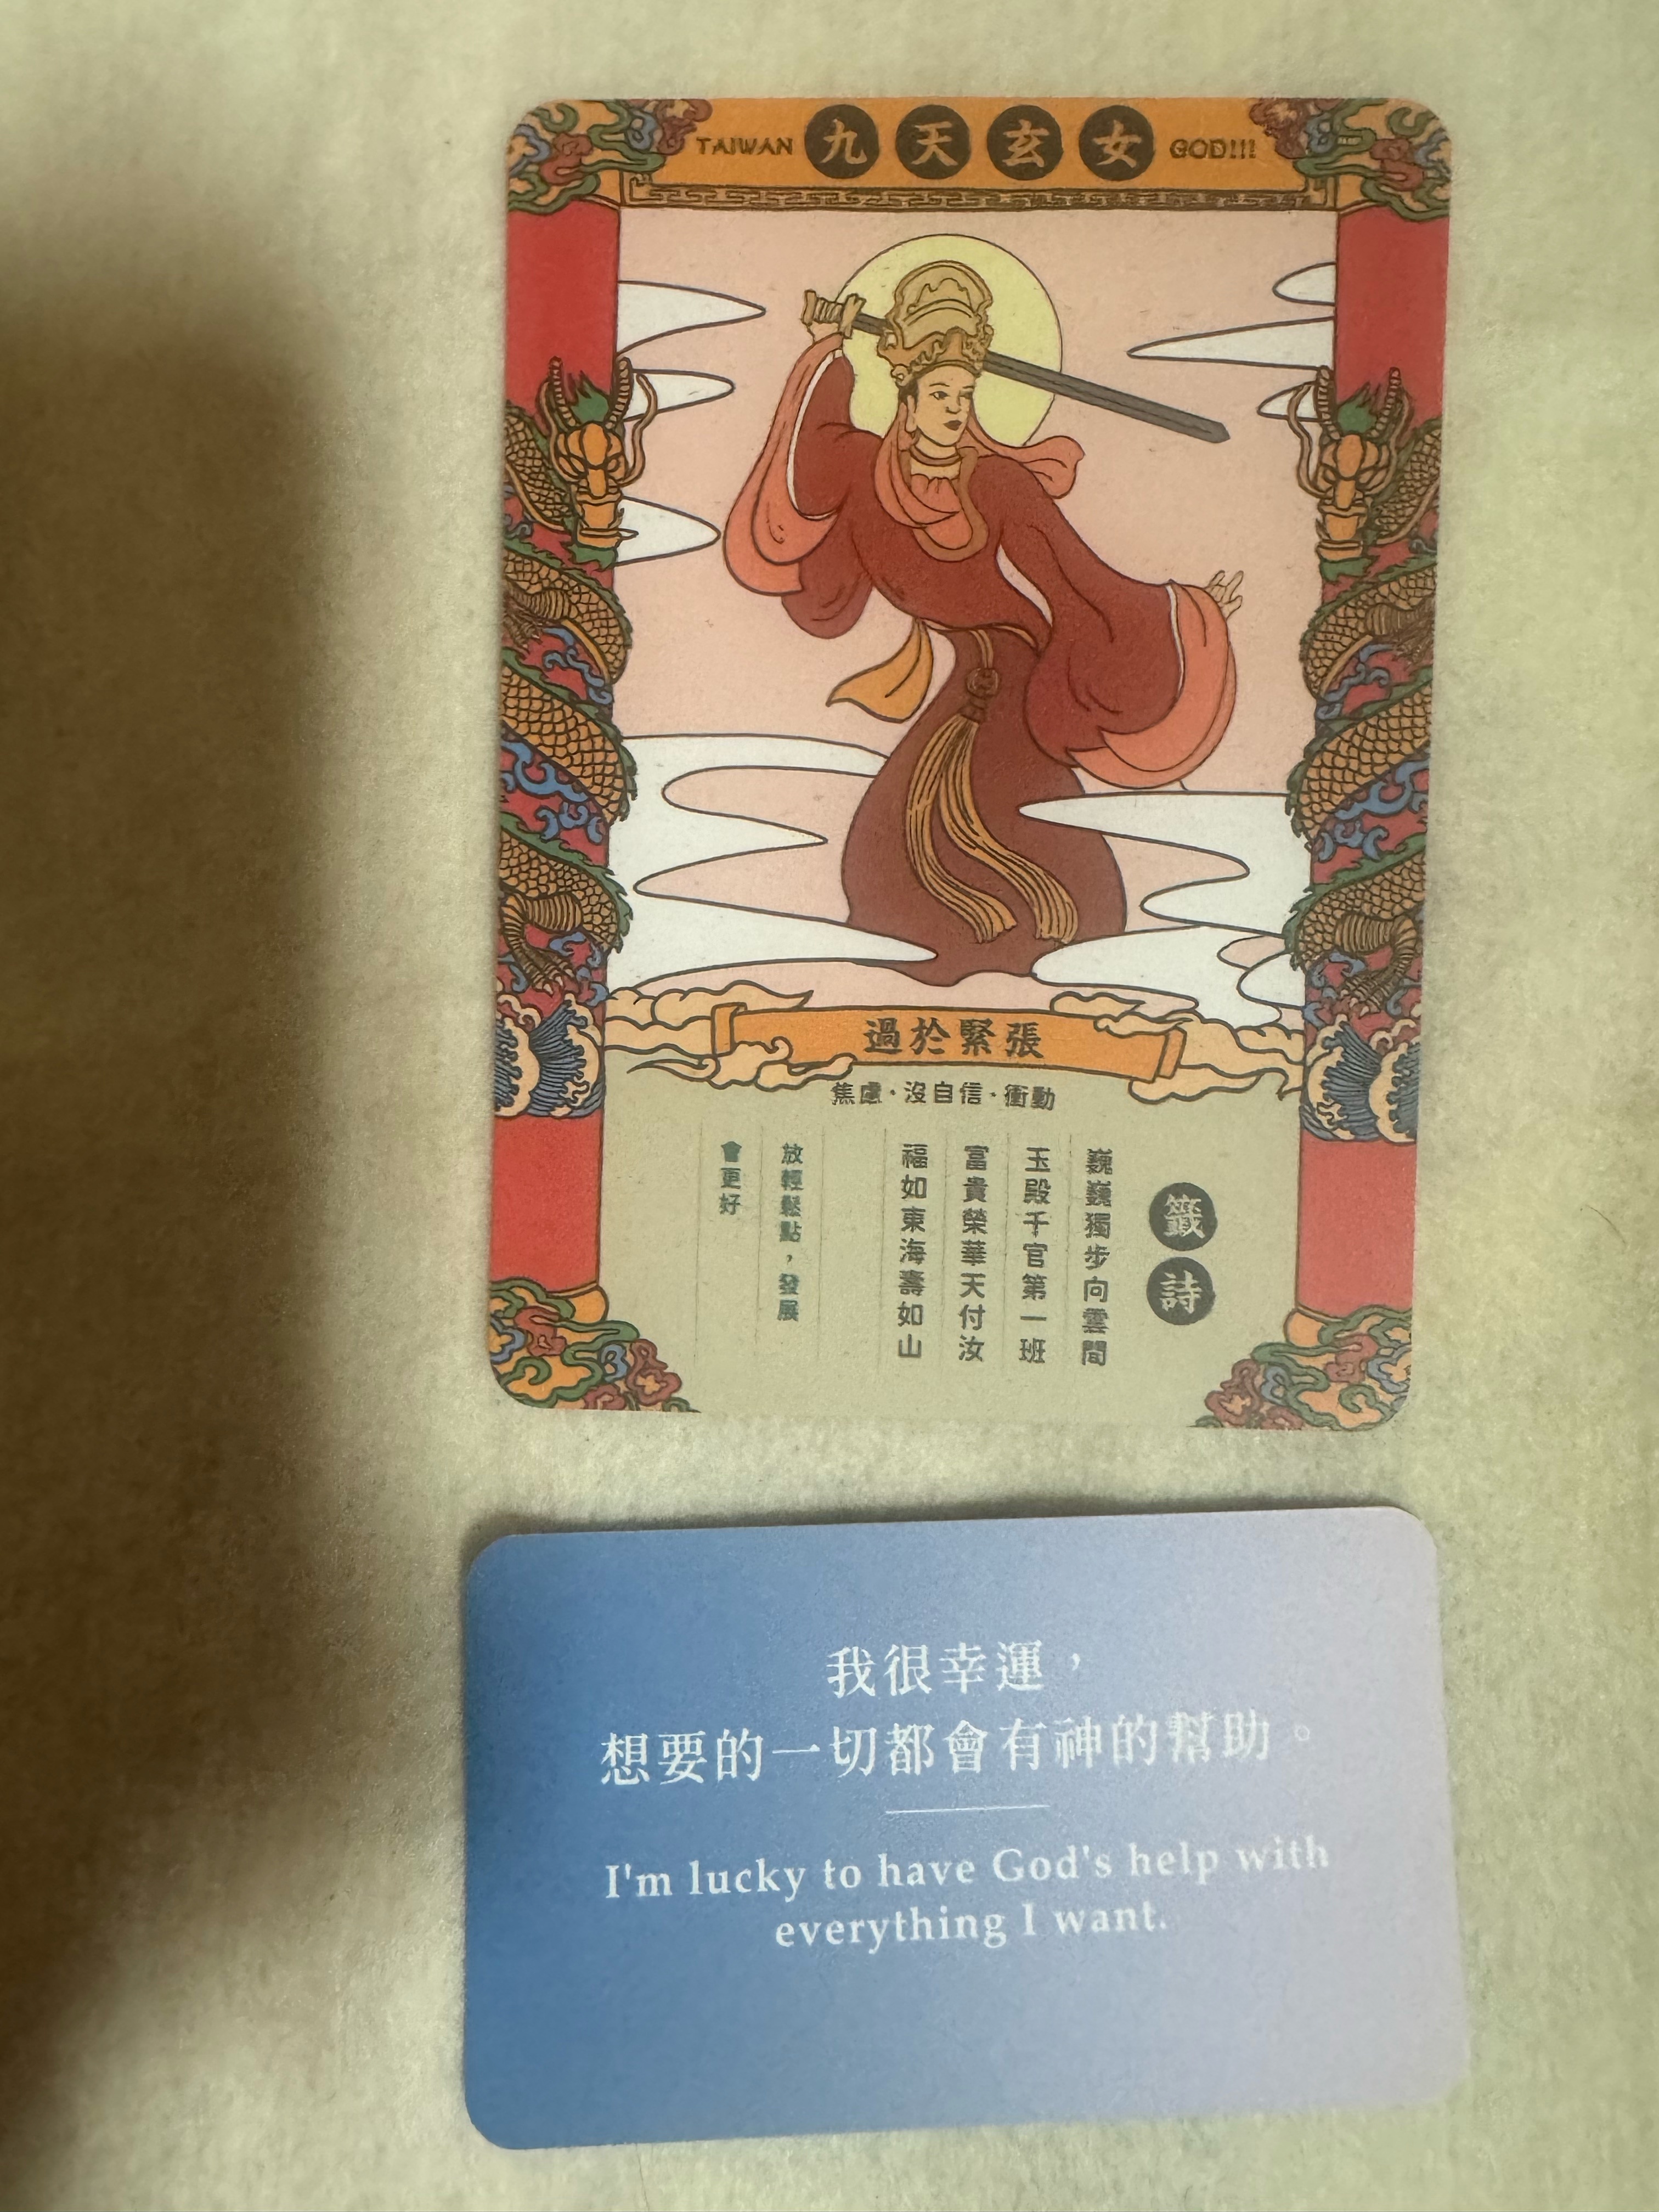 TAIWAN 九天玄女 GOD!!!
過於緊張
焦慮·沒自信·衝動
籤詩
巍巍獨步向雲間
玉殿千官第一班
富貴榮華天付汝
福如東海壽如山
放輕鬆點，發展
會更好
我很幸運，
想要的一切都會有神的幫助。
I'm lucky to have God's help with
everything I want.